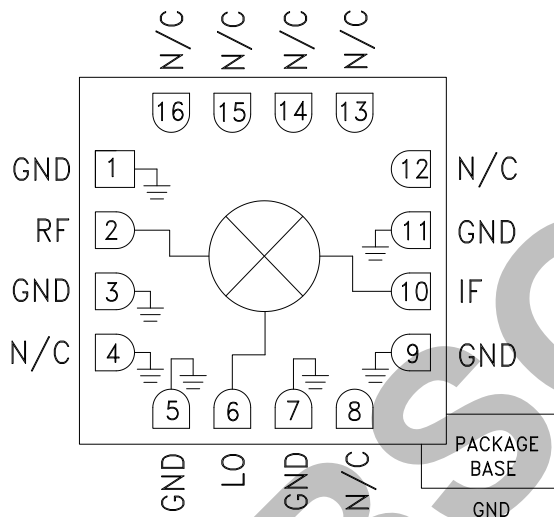 N/C N/C N/C N/C
16 15 14 13
GND 1 12 N/C
RF 2 11 GND
GND 3 10 IF
N/C 4 9 GND
5 6 7 8
GND LO GND N/C
PACKAGE
BASE
GND